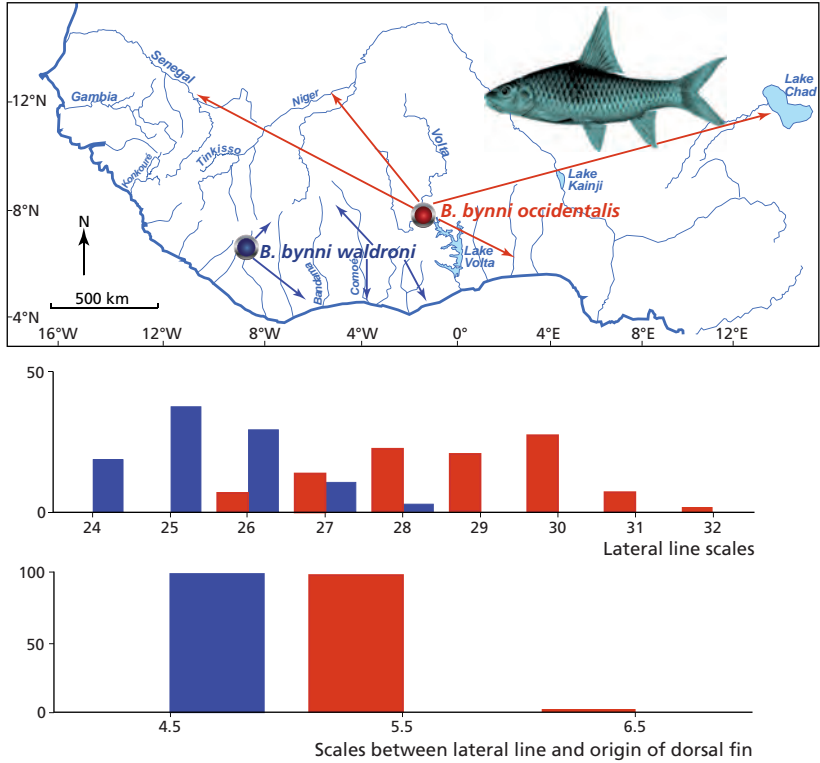 Senegal
Gambia
Konkouré
Tinkisso
Niger
Volta
Lake
Chad
Lake
Kainji
Lake
Volta
Bandama
Comoé
B. bynni occidentalis
B. bynni waldroni
N
500 km
12°N
8°N
4°N
16°W 12°W 8°W 4°W 0° 4°E 8°E 12°E
50
0
24 25 26 27 28 29 30 31 32
Lateral line scales
100
50
0
4.5 5.5 6.5
Scales between lateral line and origin of dorsal fin